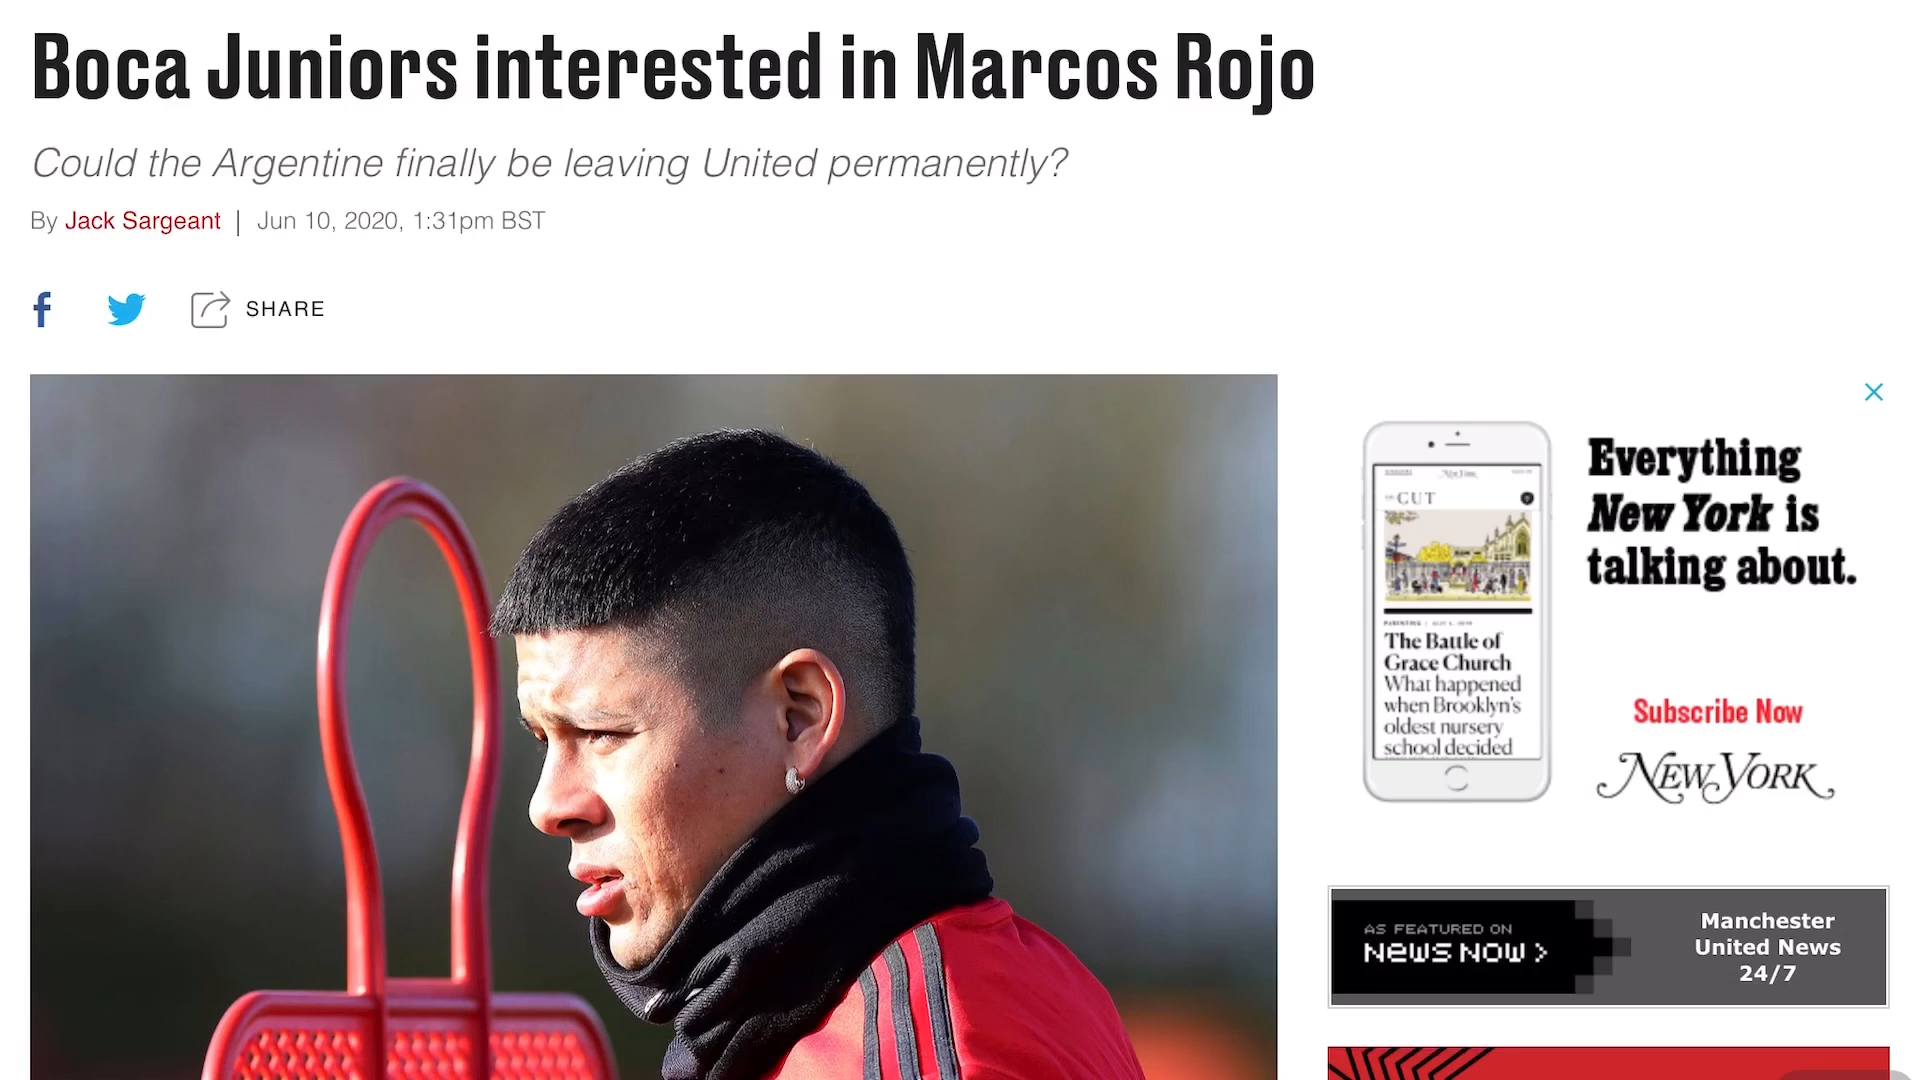 Boca Juniors interested in Marcos Rojo
Could the Argentine finally be leaving United permanently?
By Jack Sargeant | Jun 10, 2020, 1:31pm BST
SHARE
Everything
New York is
talking about.
CUT
The Battle of
Grace Church
What happened
when Brooklyn's
oldest nursery
school decided
Subscribe Now
NEW YORK
AS FEATURED ON
NEWS NOW >
Manchester
United News
24/7